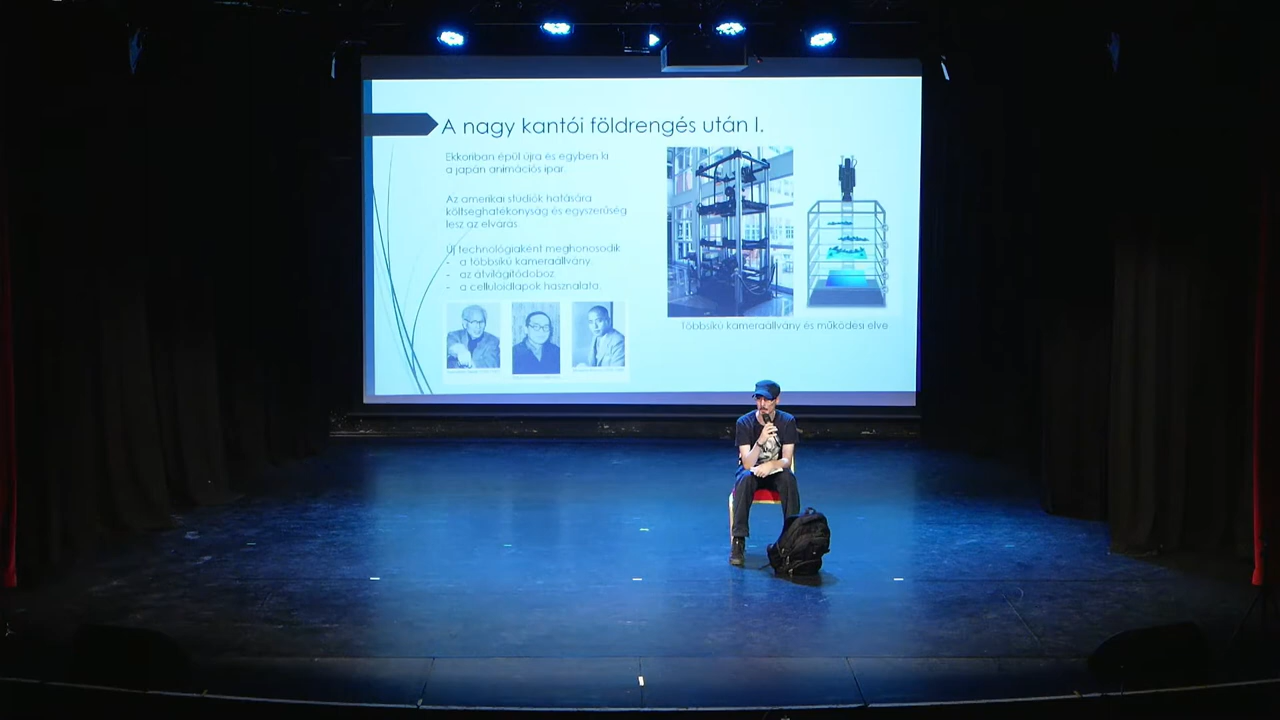 A nagy kantói földrengés után I.
Ekkoriban épül újra és egyben ki
a japán animációs ipar.
Az amerikai stúdiók hatására
költséghatékonyság és egyszerűség
lesz az elvárás
Új technológiaként meghonosodik
- a többsíkú kameraállvány.
- az átvilágítódoboz.
- a celluloidlapok használata.
Többsíkú kameraállvány és működési elve